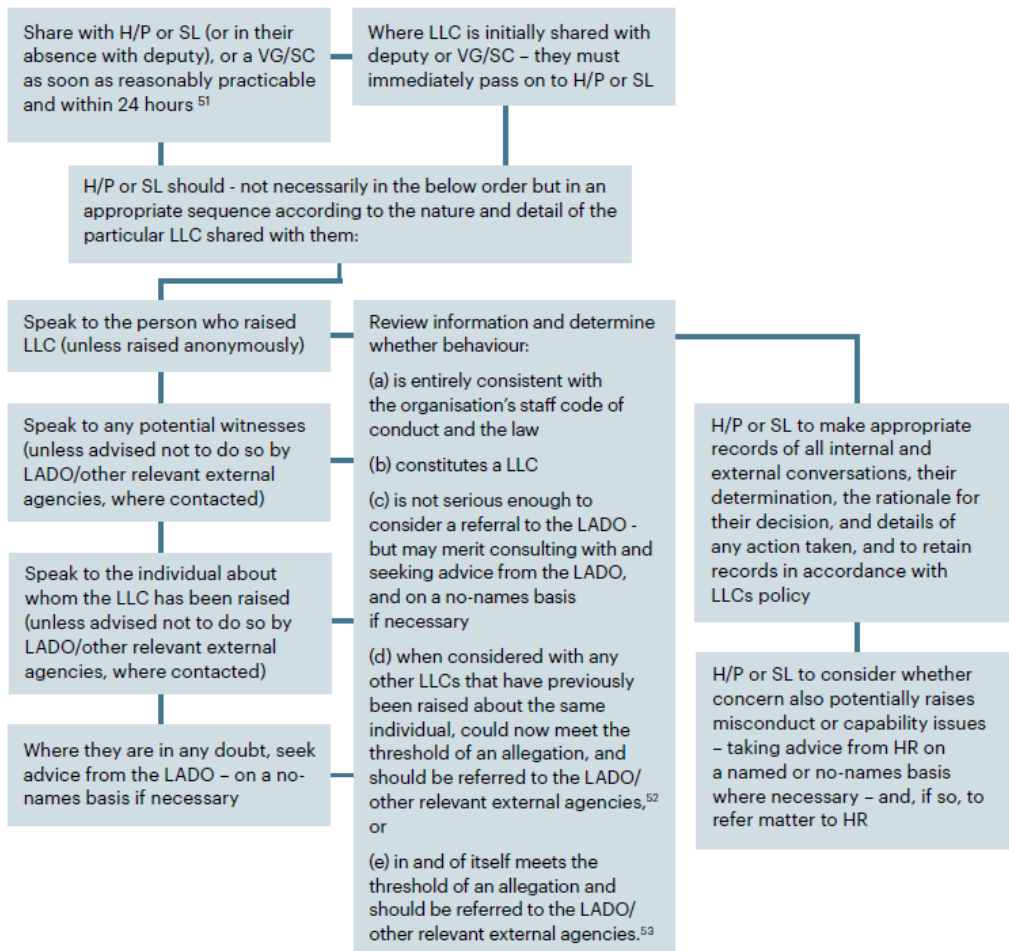 Share with H/P or SL (or in their
absence with deputy), or a VG/SC
as soon as reasonably practicable
and within 24 hours 51
Where LLC is initially shared with
deputy or VG/SC – they must
immediately pass on to H/P or SL
H/P or SL should - not necessarily in the below order but in an
appropriate sequence according to the nature and detail of the
particular LLC shared with them:
Speak to the person who raised
LLC (unless raised anonymously)
Speak to any potential witnesses
(unless advised not to do so by
LADO/other relevant external
agencies, where contacted)
Speak to the individual about
whom the LLC has been raised
(unless advised not to do so by
LADO/other relevant external
agencies, where contacted)
Where they are in any doubt, seek
advice from the LADO – on a no-
names basis if necessary
Review information and determine
whether behaviour:
(a) is entirely consistent with
the organisation's staff code of
conduct and the law
(b) constitutes a LLC
(c) is not serious enough to
consider a referral to the LADO -
but may merit consulting with and
seeking advice from the LADO,
and on a no-names basis
if necessary
(d) when considered with any
other LLCs that have previously
been raised about the same
individual, could now meet the
threshold of an allegation, and
should be referred to the LADO/
other relevant external agencies,52
or
(e) in and of itself meets the
threshold of an allegation and
should be referred to the LADO/
other relevant external agencies.53
H/P or SL to make appropriate
records of all internal and
external conversations, their
determination, the rationale for
their decision, and details of
any action taken, and to retain
records in accordance with
LLCs policy
H/P or SL to consider whether
concern also potentially raises
misconduct or capability issues
– taking advice from HR on
a named or no-names basis
where necessary – and, if so, to
refer matter to HR